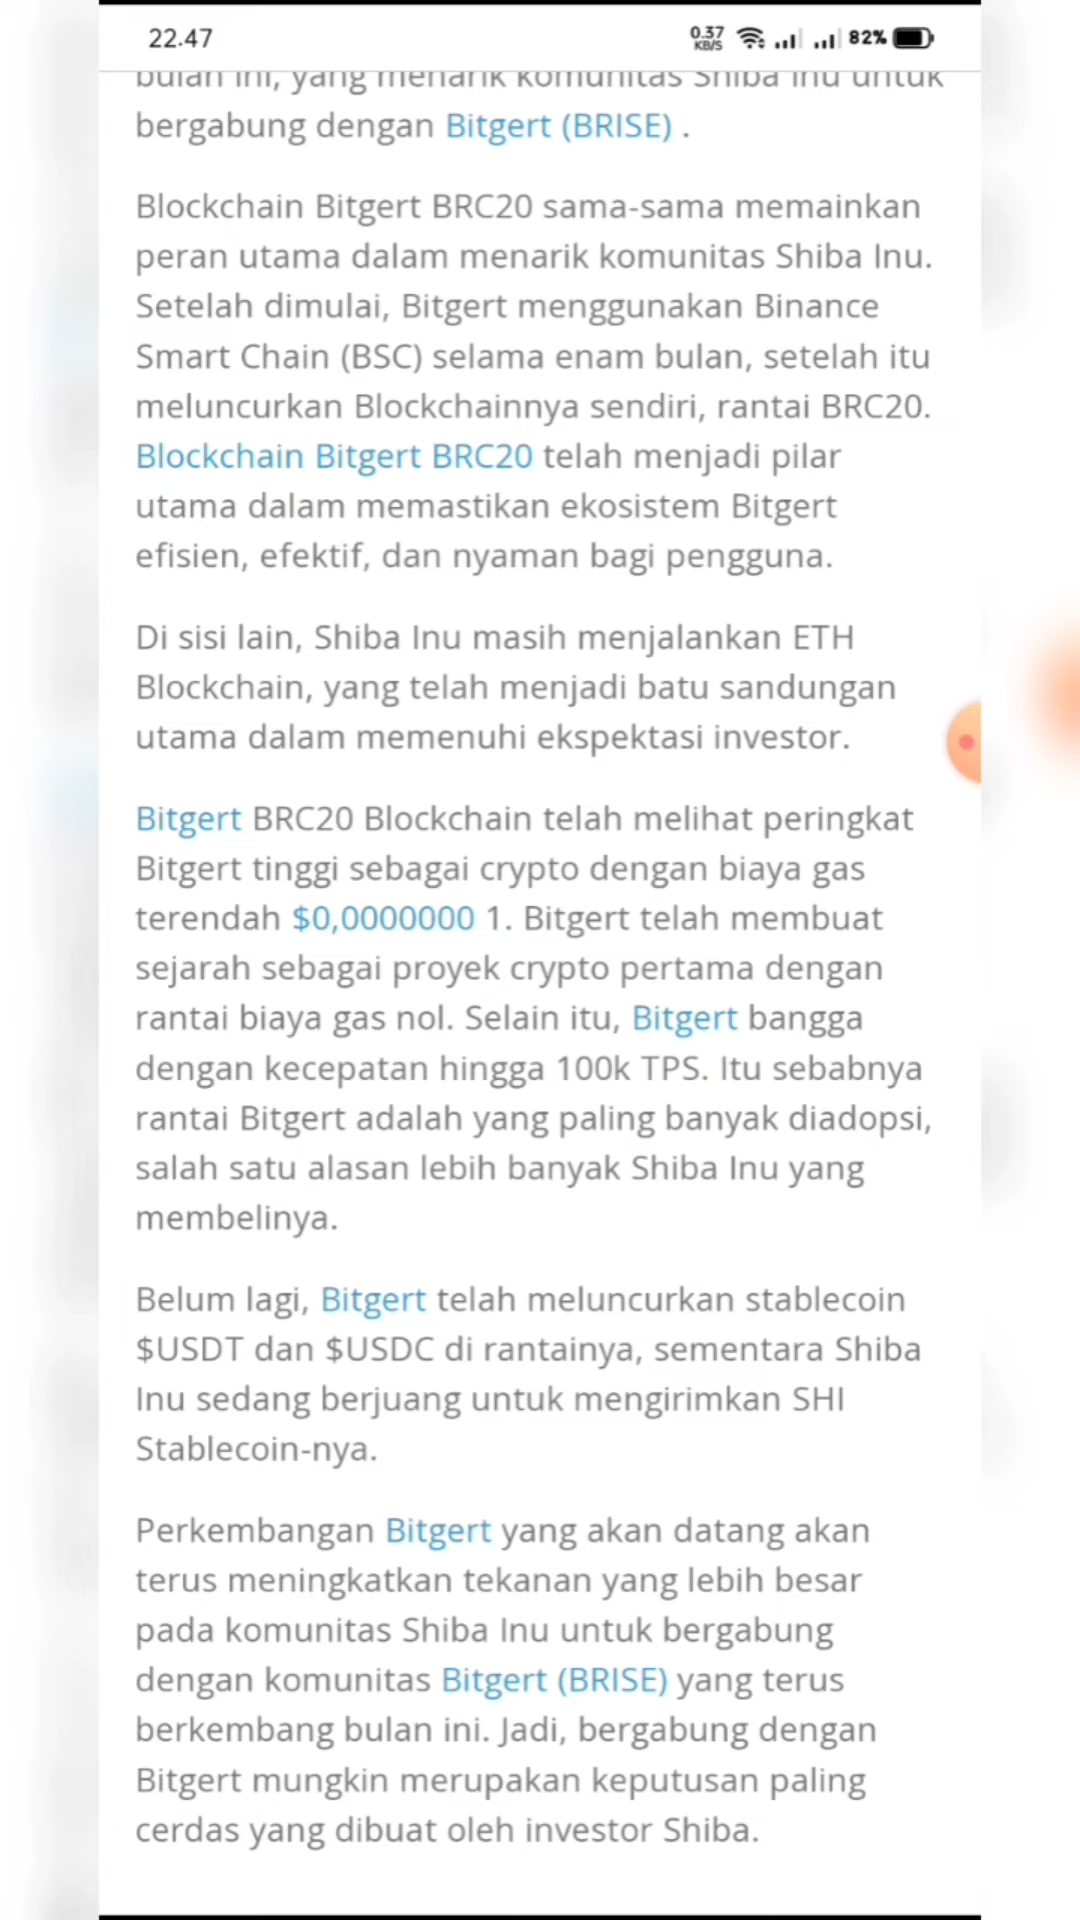 22.47
0.37
KB/S
82%
bulan ini, yang menarik komunitas Shiba Inu untuk
bergabung dengan Bitgert (BRISE) .
Blockchain Bitgert BRC20 sama-sama memainkan
peran utama dalam menarik komunitas Shiba Inu.
Setelah dimulai, Bitgert menggunakan Binance
Smart Chain (BSC) selama enam bulan, setelah itu
meluncurkan Blockchainnya sendiri, rantai BRC20.
Blockchain Bitgert BRC20 telah menjadi pilar
utama dalam memastikan ekosistem Bitgert
efisien, efektif, dan nyaman bagi pengguna.
Di sisi lain, Shiba Inu masih menjalankan ETH
Blockchain, yang telah menjadi batu sandungan
utama dalam memenuhi ekspektasi investor.
Bitgert BRC20 Blockchain telah melihat peringkat
Bitgert tinggi sebagai crypto dengan biaya gas
terendah $0,0000000 1. Bitgert telah membuat
sejarah sebagai proyek crypto pertama dengan
rantai biaya gas nol. Selain itu, Bitgert bangga
dengan kecepatan hingga 100k TPS. Itu sebabnya
rantai Bitgert adalah yang paling banyak diadopsi,
salah satu alasan lebih banyak Shiba Inu yang
membelinya.
Belum lagi, Bitgert telah meluncurkan stablecoin
$USDT dan $USDC di rantainya, sementara Shiba
Inu sedang berjuang untuk mengirimkan SHI
Stablecoin-nya.
Perkembangan Bitgert yang akan datang akan
terus meningkatkan tekanan yang lebih besar
pada komunitas Shiba Inu untuk bergabung
dengan komunitas Bitgert (BRISE) yang terus
berkembang bulan ini. Jadi, bergabung dengan
Bitgert mungkin merupakan keputusan paling
cerdas yang dibuat oleh investor Shiba.